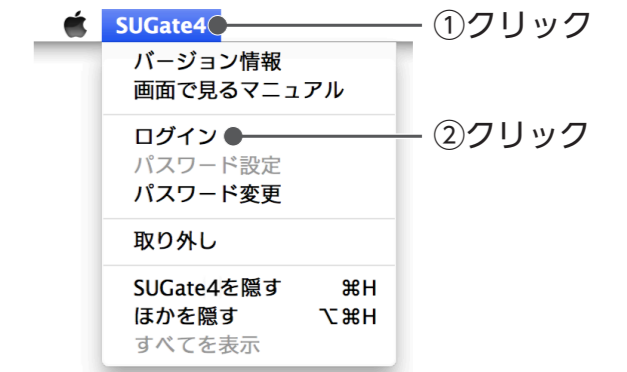 SUGate4 ①クリック
バージョン情報
画面で見るマニュアル
ログイン ②クリック
パスワード設定
パスワード変更
取り外し
SUGate4を隠す ⌘H
ほかを隠す ⌥⌘H
すべてを表示